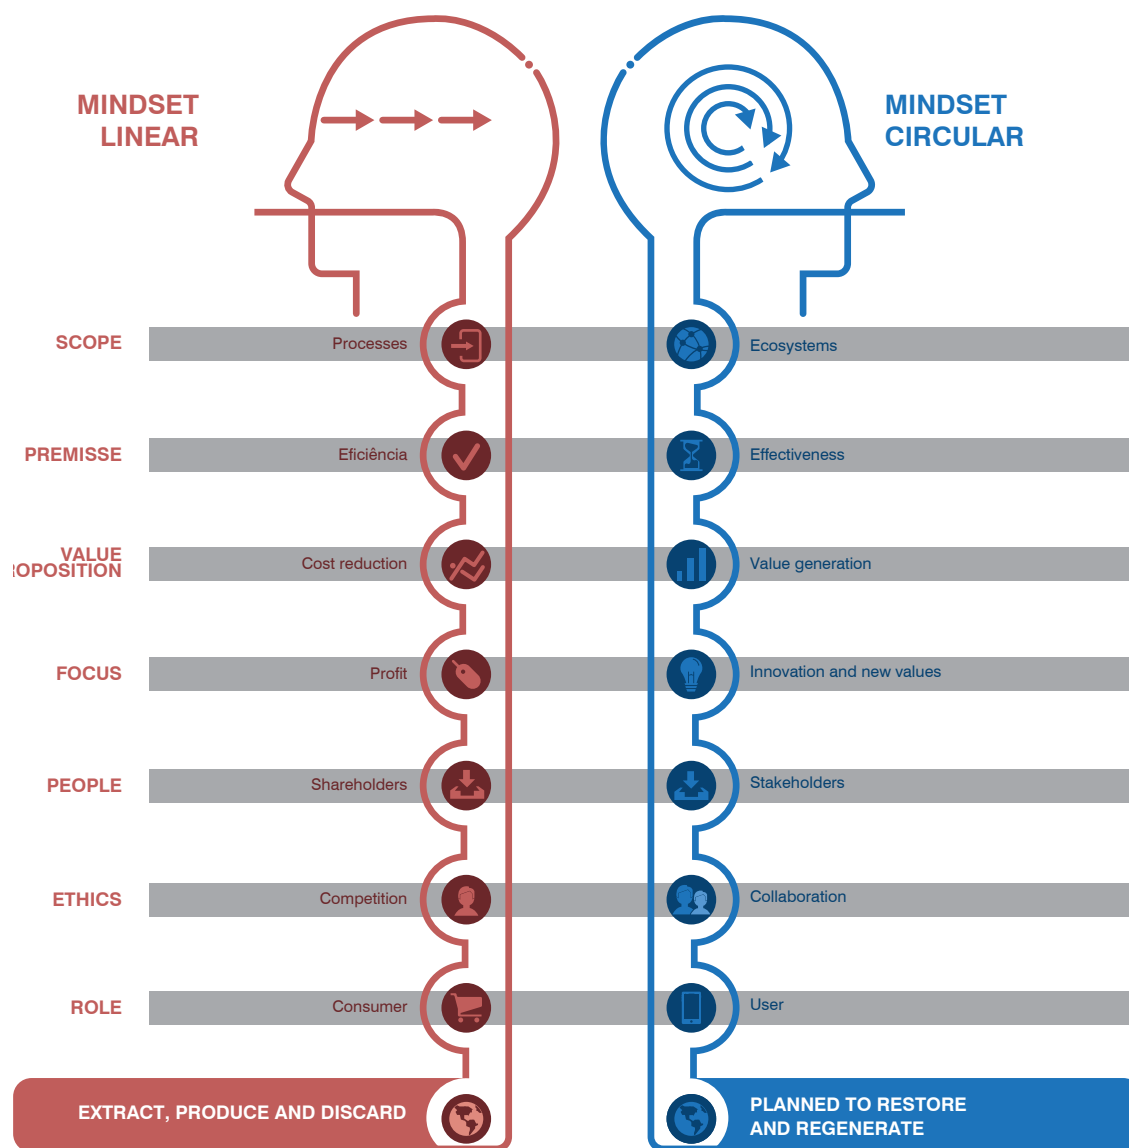 MINDSET
LINEAR
MINDSET
CIRCULAR
SCOPE
Processes
Ecosystems
PREMISSE
Eficiência
Effectiveness
VALUE
ROPOSITION
Cost reduction
Value generation
FOCUS
Profit
Innovation and new values
PEOPLE
Shareholders
Stakeholders
ETHICS
Competition
Collaboration
ROLE
Consumer
User
EXTRACT, PRODUCE AND DISCARD
PLANNED TO RESTORE
AND REGENERATE